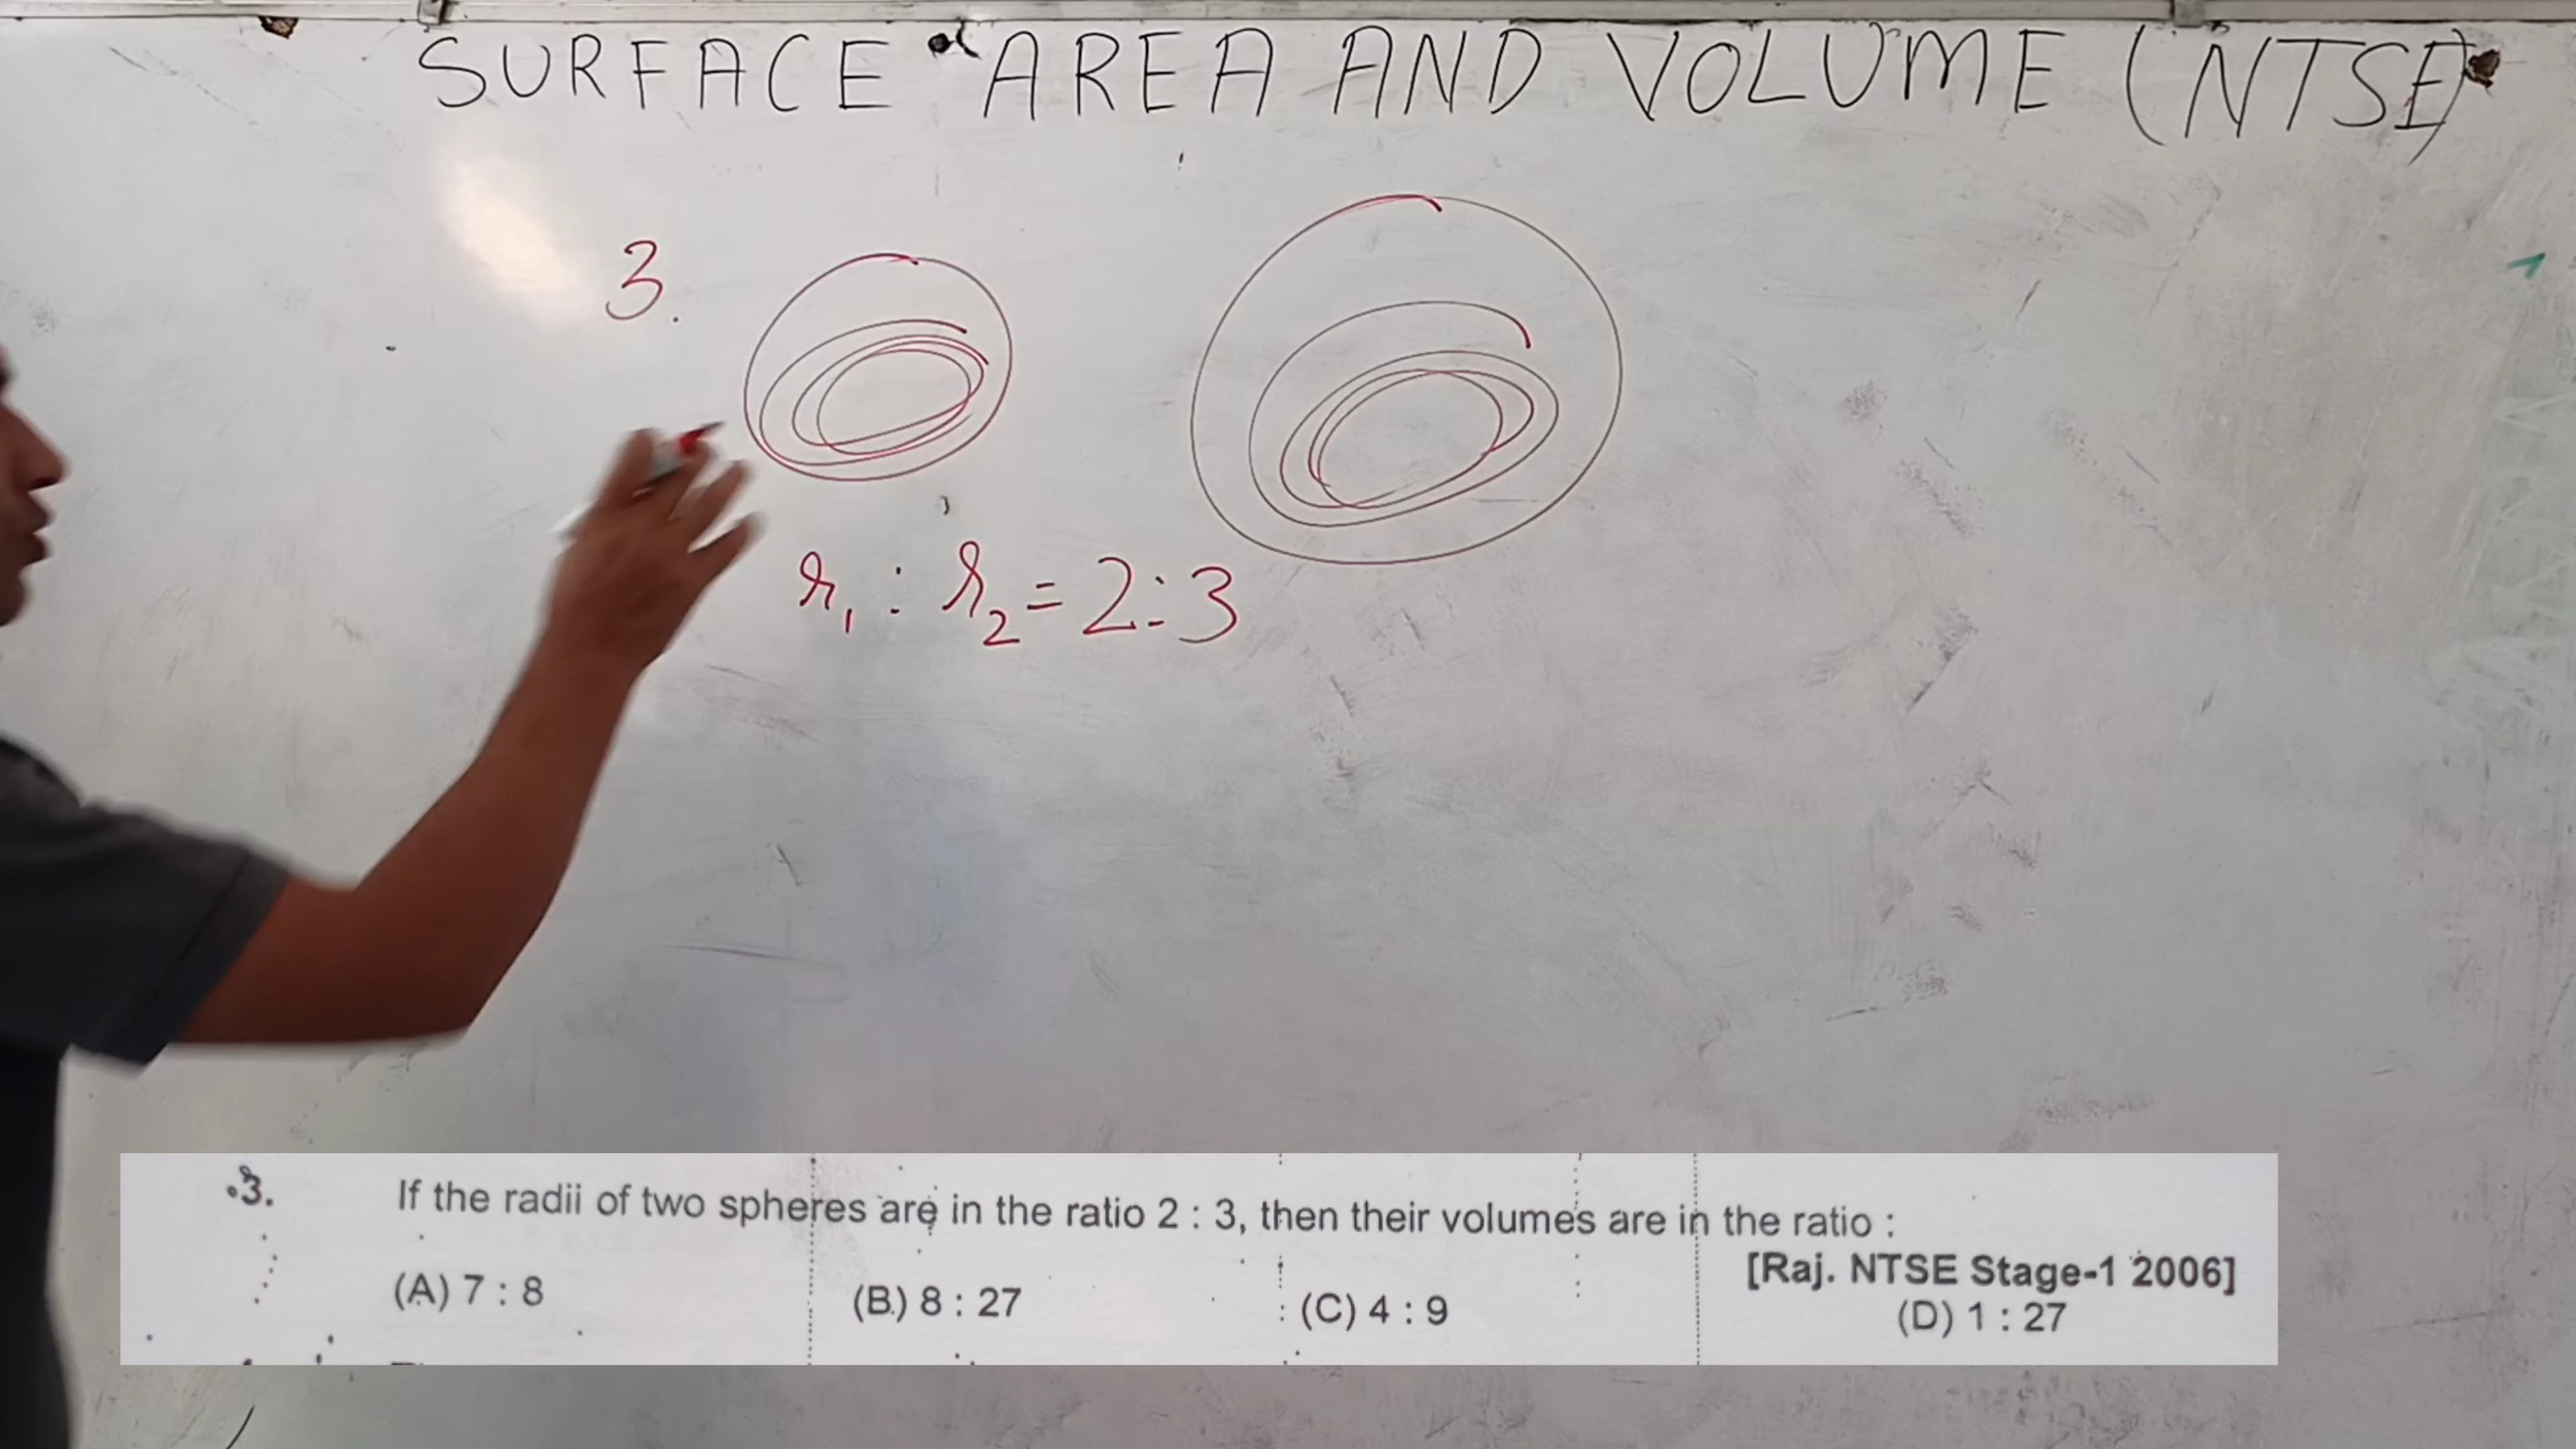 SURFACE AREA AND VOLUME (NTSE)
3.
r₁ : r₂ = 2:3
3. If the radii of two spheres are in the ratio 2 : 3, then their volumes are in the ratio :
[Raj. NTSE Stage-1 2006]
(A) 7 : 8 (B) 8 : 27 (C) 4 : 9 (D) 1 : 27